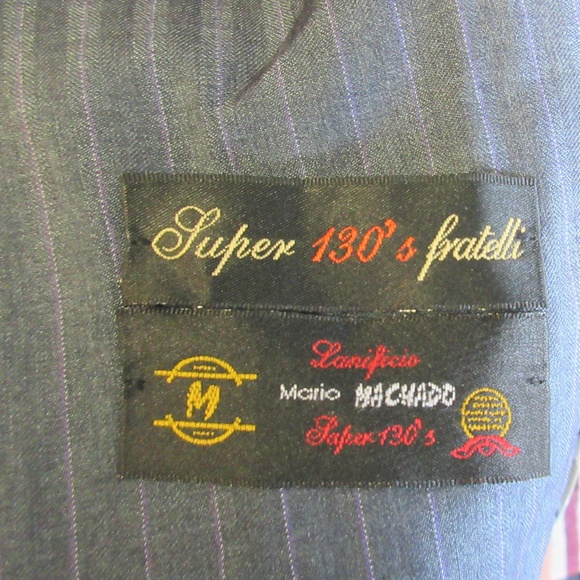 Super 130's fratelli
Lanificio
M
Mario MACHADO
Super 130's